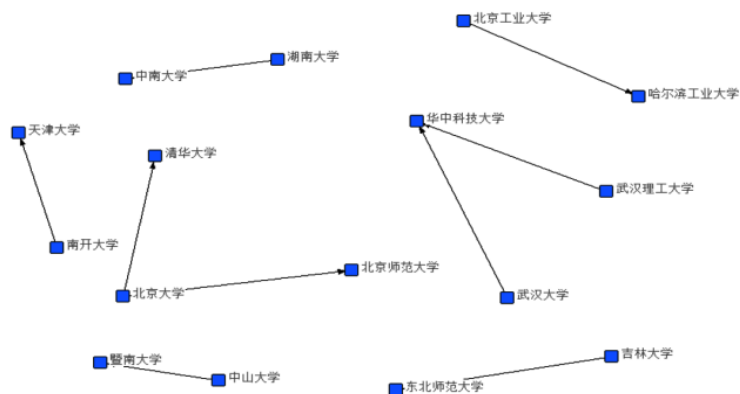 北京工业大学
湖南大学
中南大学
哈尔滨工业大学
华中科技大学
天津大学
清华大学
武汉理工大学
南开大学
北京师范大学
北京大学
武汉大学
吉林大学
暨南大学
中山大学
东北师范大学